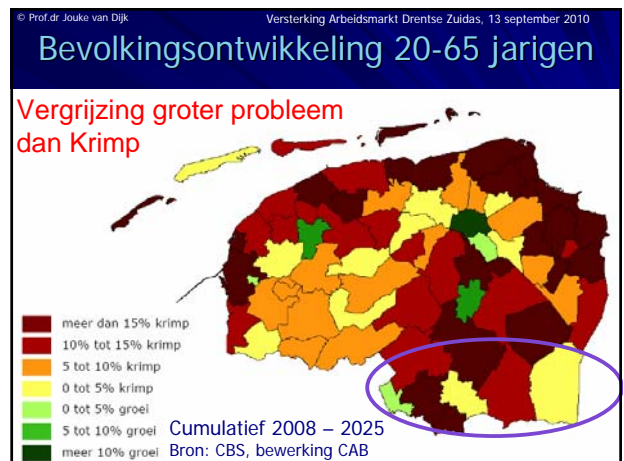 © Prof.dr Jouke van Dijk
Versterking Arbeidsmarkt Drentse Zuidas, 13 september 2010
Bevolkingsontwikkeling 20-65 jarigen
Vergrijzing groter probleem
dan Krimp
meer dan 15% krimp
10% tot 15% krimp
5 tot 10% krimp
0 tot 5% krimp
0 tot 5% groei
5 tot 10% groei
meer 10% groei
Cumulatief 2008 – 2025
Bron: CBS, bewerking CAB